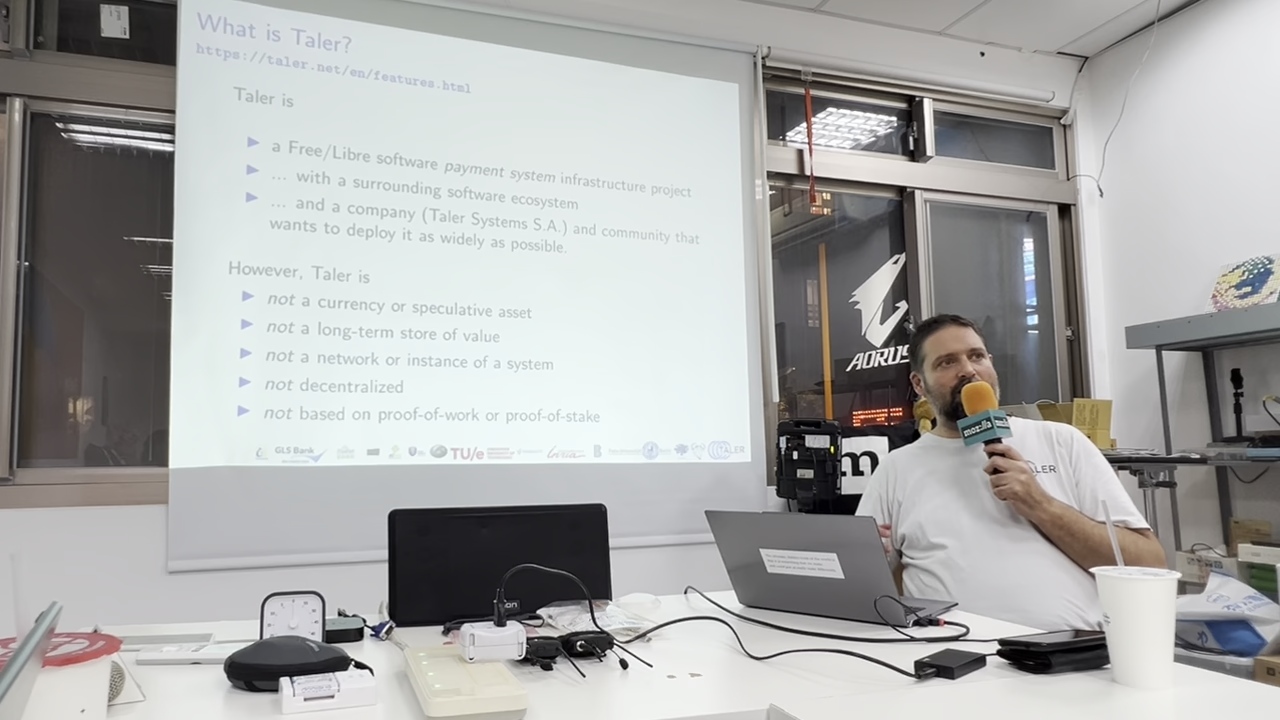 What is Taler?
https://taler.net/en/features.html
Taler is
a Free/Libre software payment system infrastructure project
... with a surrounding software ecosystem
... and a company (Taler Systems S.A.) and community that
wants to deploy it as widely as possible.
However, Taler is
not a currency or speculative asset
not a long-term store of value
not a network or instance of a system
not decentralized
not based on proof-of-work or proof-of-stake
GLS Bank
TU/e
TALER
AORUS
m
mozilla
LER